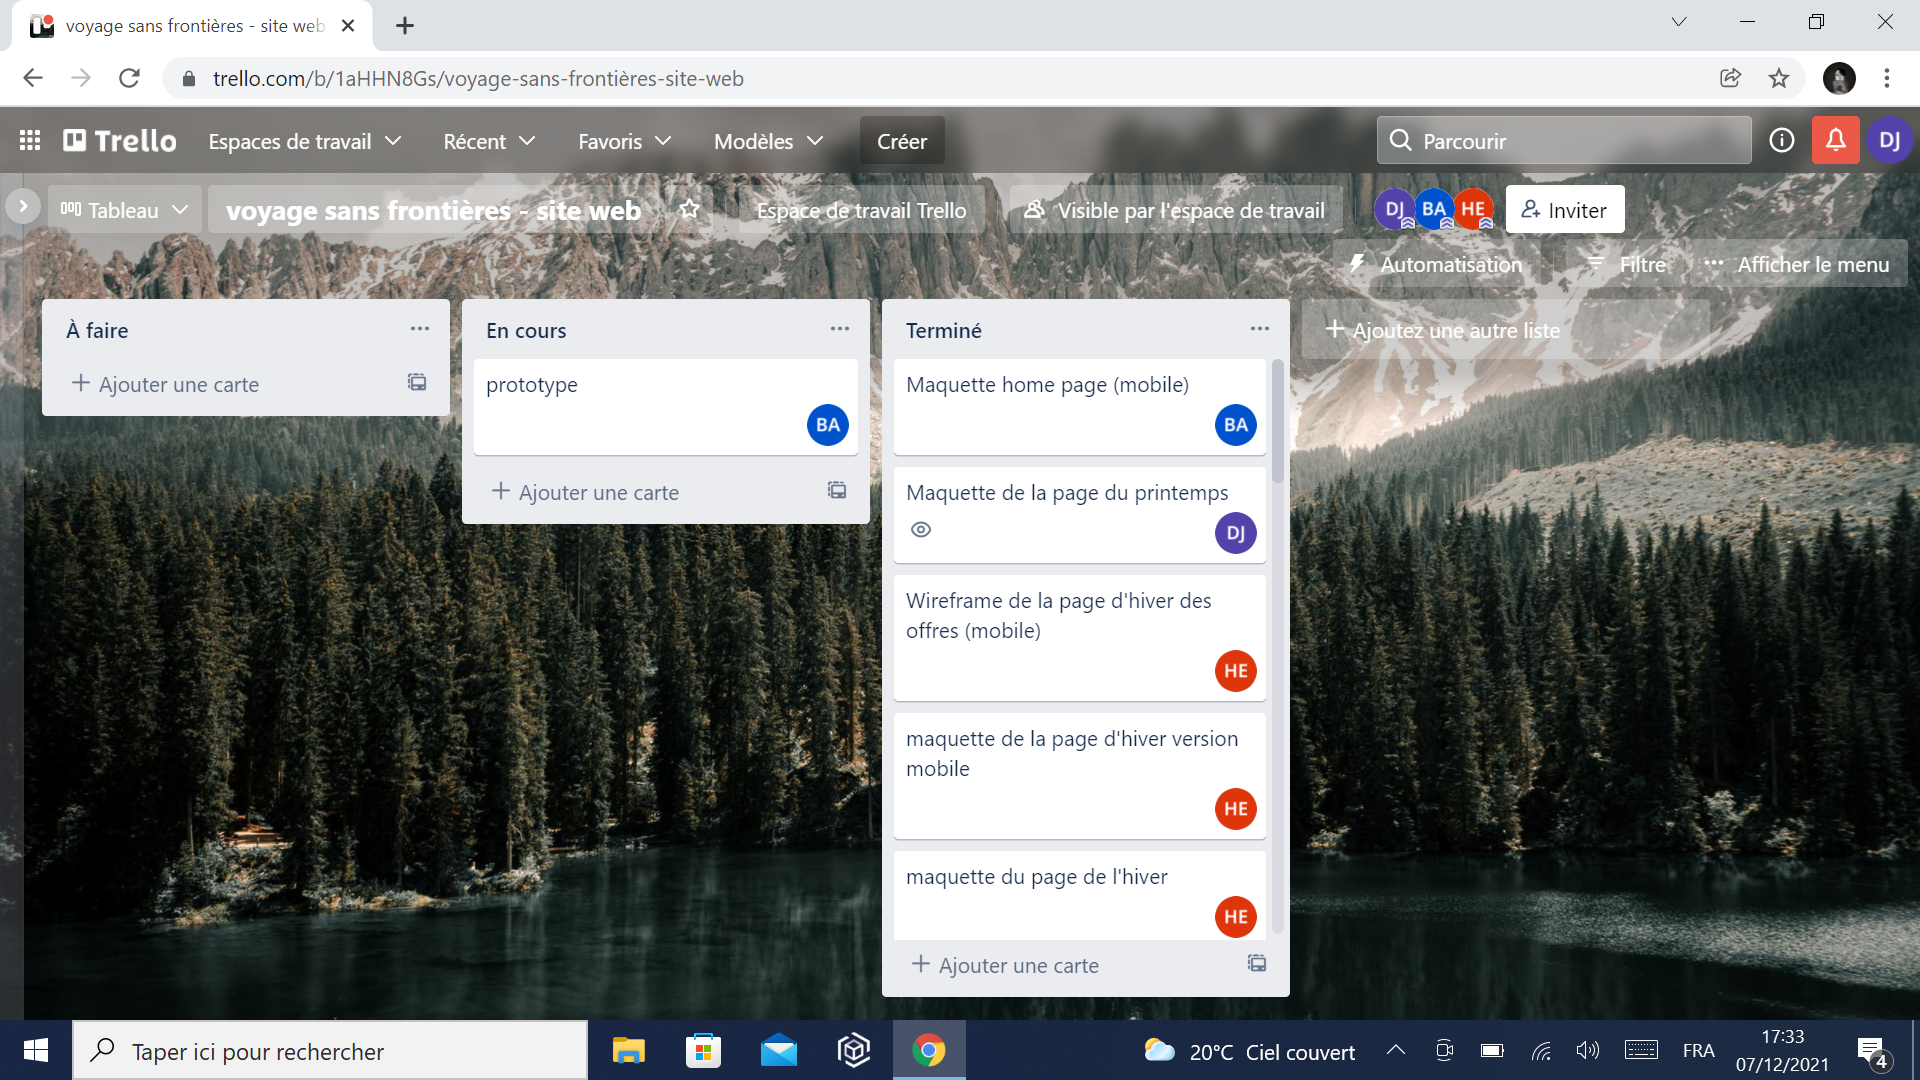 voyage sans frontières - site web
trello.com/b/1aHHN8Gs/voyage-sans-frontières-site-web
Trello
Espaces de travail
Récent
Favoris
Modèles
Créer
Parcourir
DJ
Tableau
voyage sans frontières - site web
Espace de travail Trello
Visible par l'espace de travail
DJ
BA
HE
Inviter
Automatisation
Filtre
Afficher le menu
À faire
Ajouter une carte
En cours
prototype
BA
Ajouter une carte
Terminé
Maquette home page (mobile)
BA
Maquette de la page du printemps
DJ
Wireframe de la page d'hiver des
offres (mobile)
HE
maquette de la page d'hiver version
mobile
HE
maquette du page de l'hiver
HE
Ajouter une carte
Ajoutez une autre liste
Taper ici pour rechercher
20°C Ciel couvert
FRA
17:33
07/12/2021
4